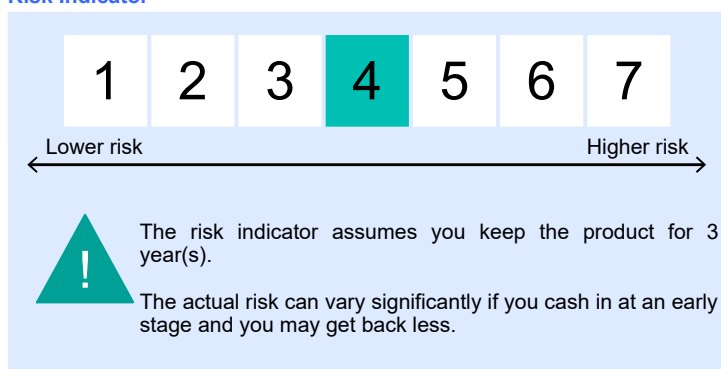 Risk Indicator
1 2 3 4 5 6 7
Lower risk Higher risk
! The risk indicator assumes you keep the product for 3
year(s).
The actual risk can vary significantly if you cash in at an early
stage and you may get back less.